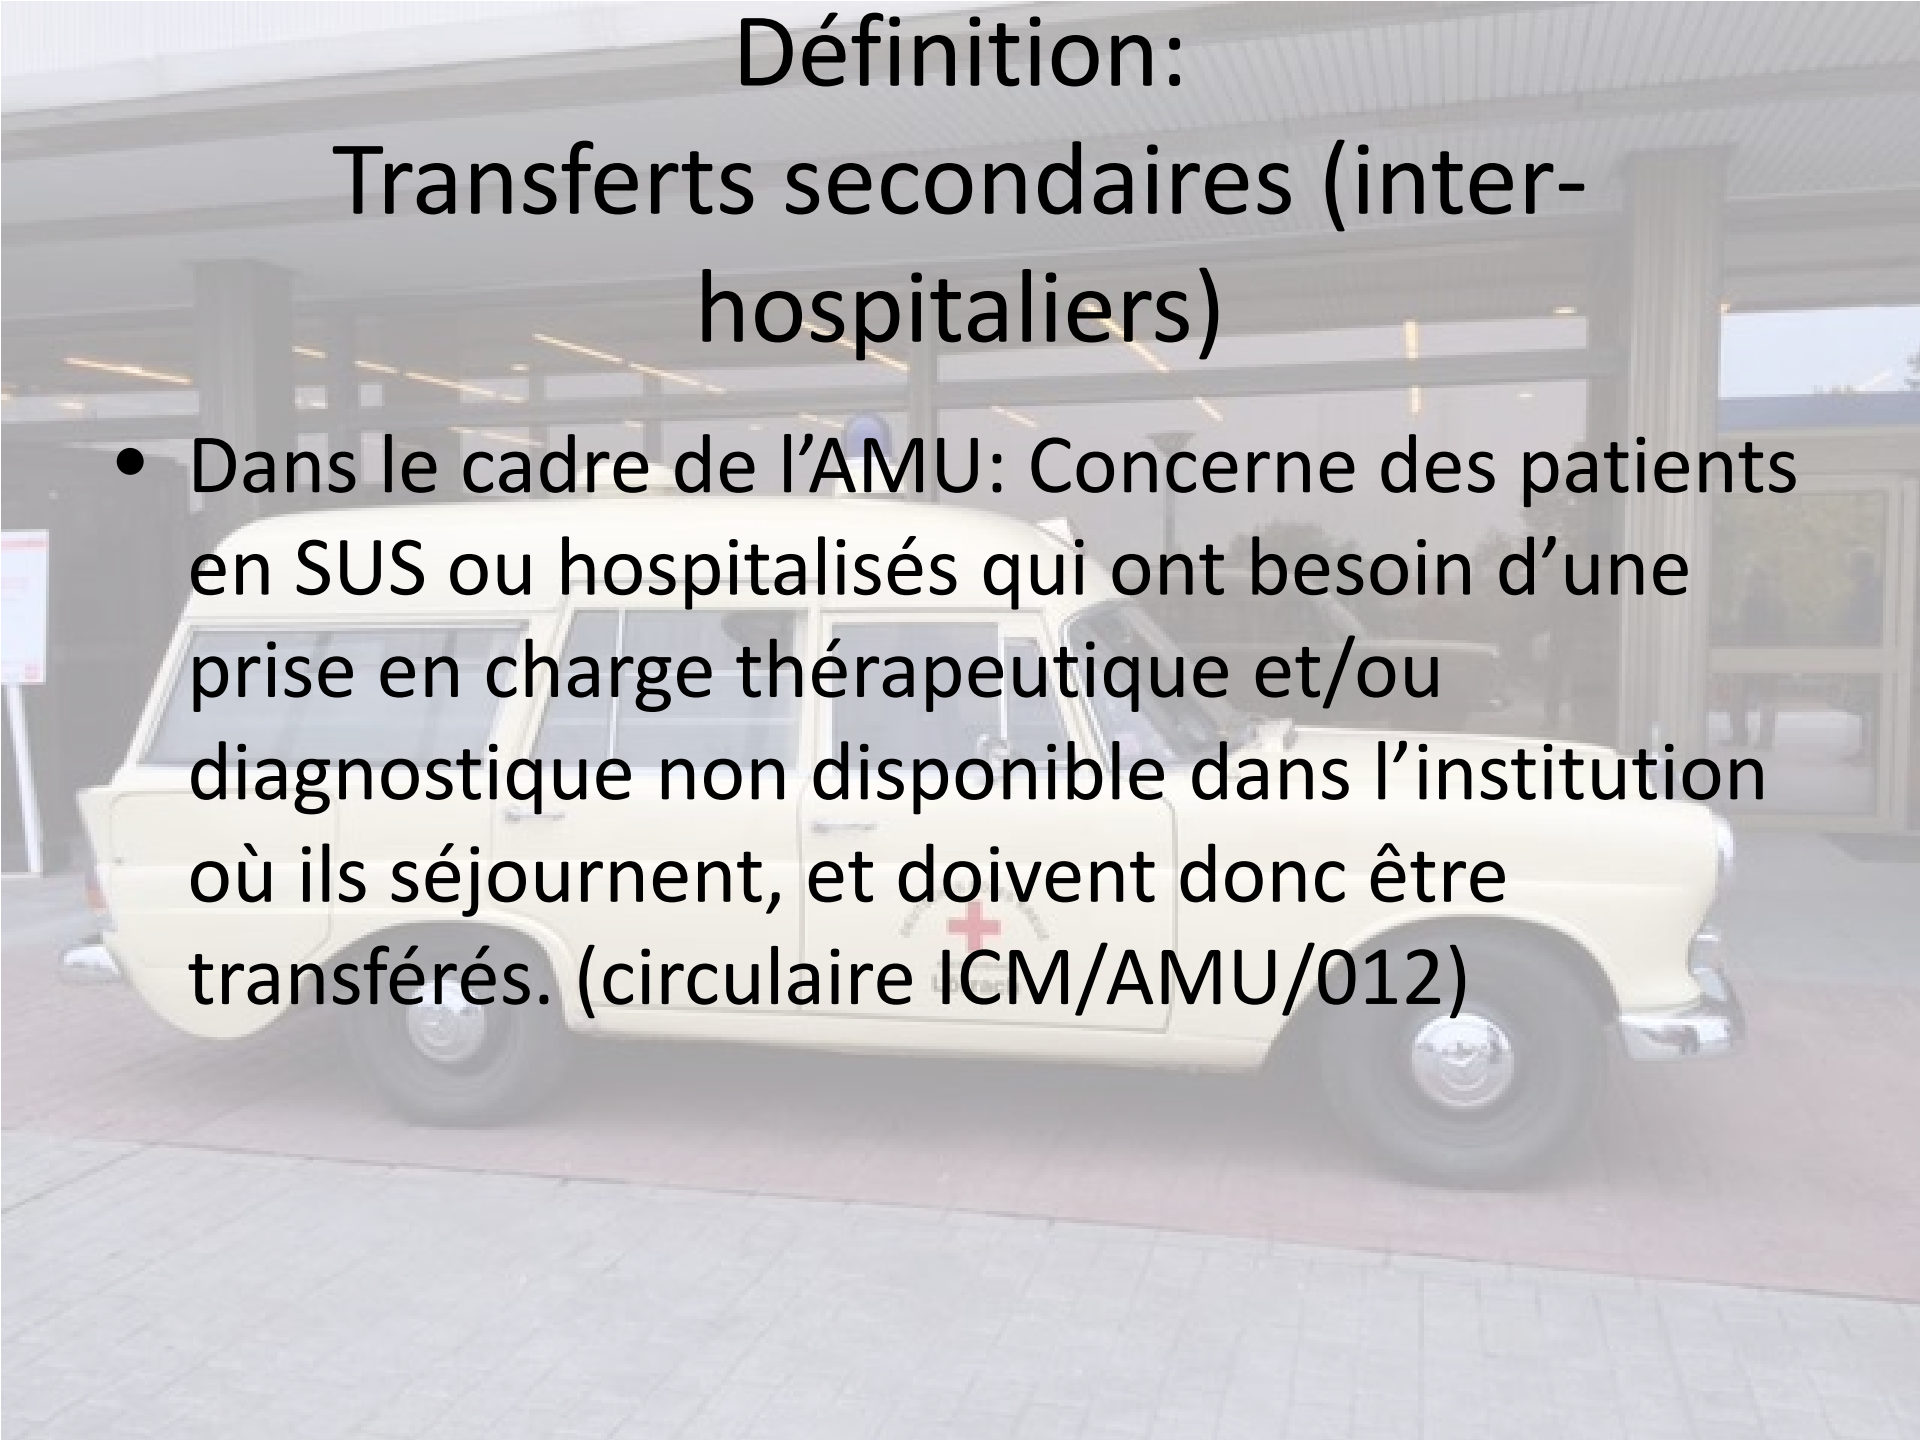 Définition:
Transferts secondaires (inter-
hospitaliers)
• Dans le cadre de l’AMU: Concerne des patients
en SUS ou hospitalisés qui ont besoin d’une
prise en charge thérapeutique et/ou
diagnostique non disponible dans l’institution
où ils séjournent, et doivent donc être
transférés. (circulaire ICM/AMU/012)